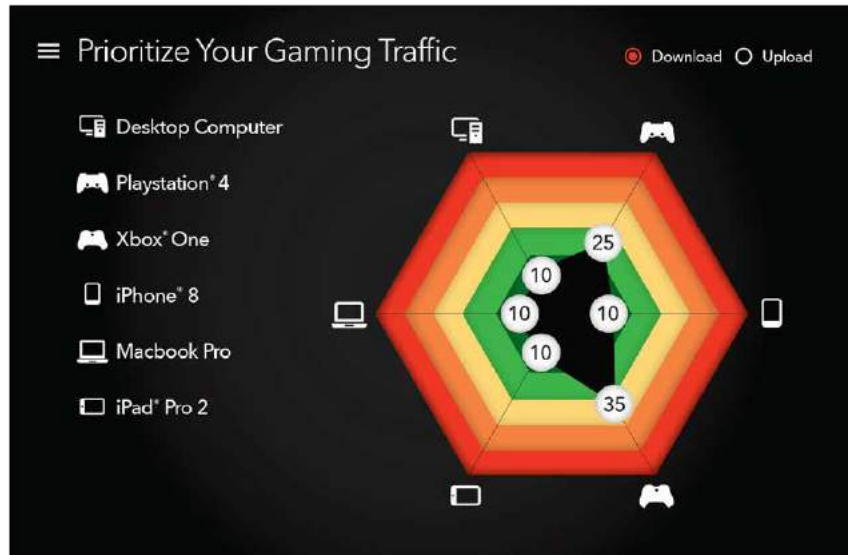 Prioritize Your Gaming Traffic
Download Upload
Desktop Computer
Playstation® 4
Xbox® One
iPhone® 8
Macbook Pro
iPad® Pro 2
25
10
10
10
10
35